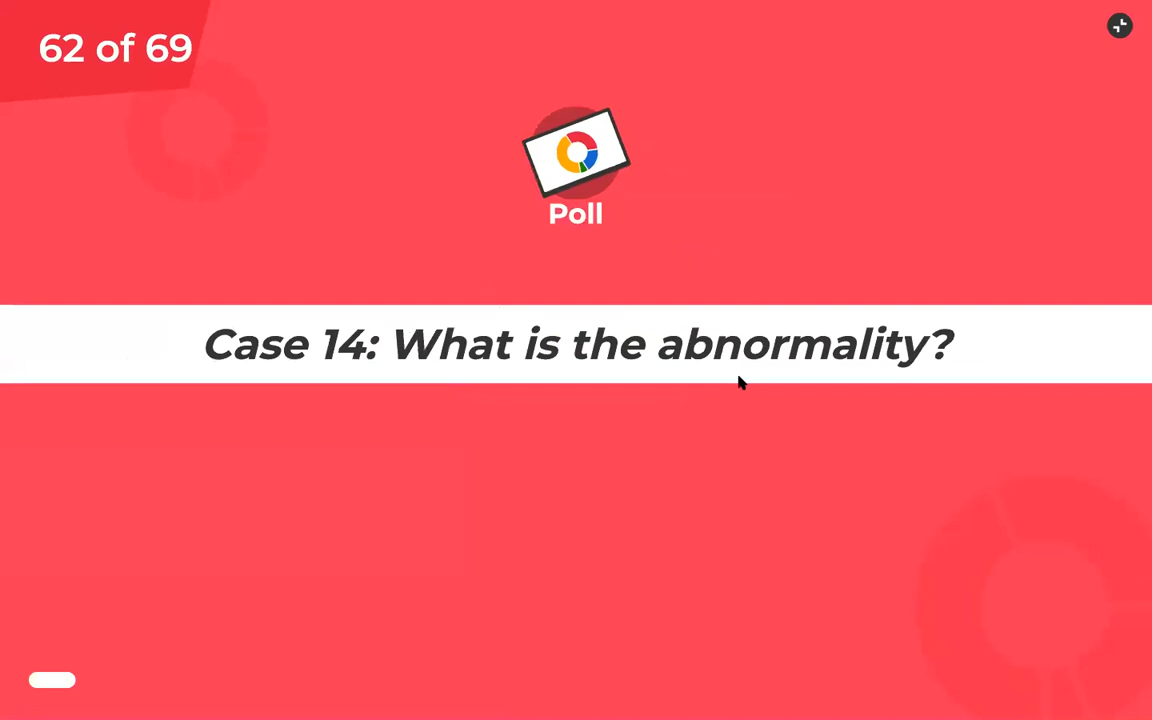 62 of 69
Poll
Case 14: What is the abnormality?